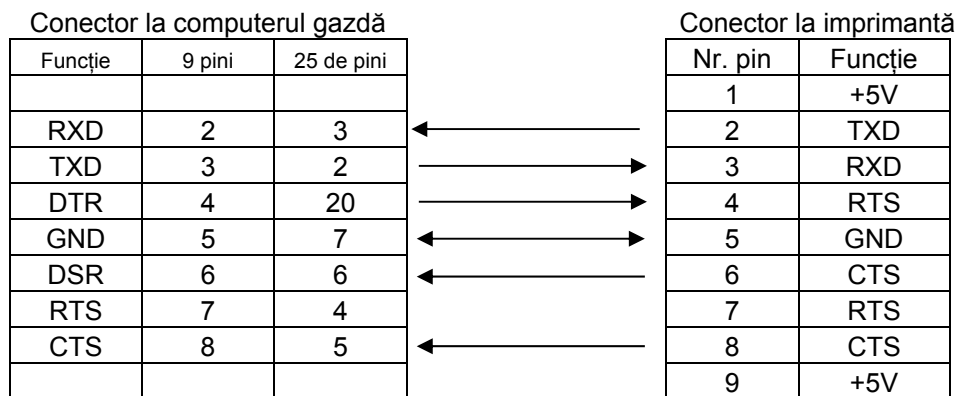 Conector la computerul gazdă Conector la imprimantă
Funcție 9 pini 25 de pini Nr. pin Funcție
1 +5V
RXD 2 3 2 TXD
TXD 3 2 3 RXD
DTR 4 20 4 RTS
GND 5 7 5 GND
DSR 6 6 6 CTS
RTS 7 4 7 RTS
CTS 8 5 8 CTS
9 +5V